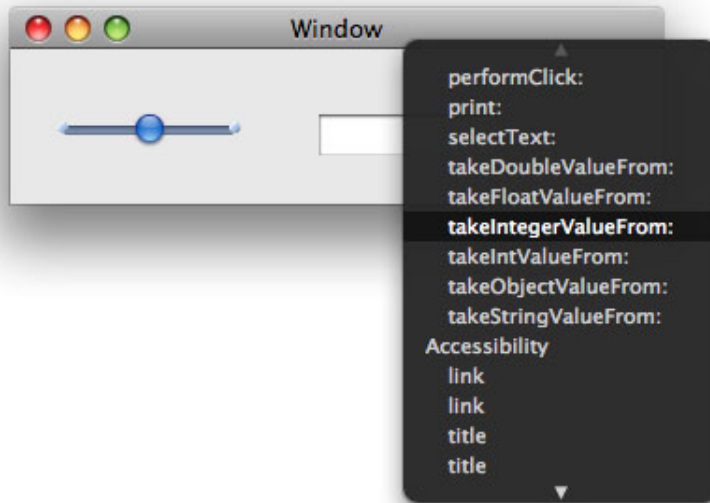 Window
performClick:
print:
selectText:
takeDoubleValueFrom:
takeFloatValueFrom:
takeIntegerValueFrom:
takeIntValueFrom:
takeObjectValueFrom:
takeStringValueFrom:
Accessibility
link
link
title
title